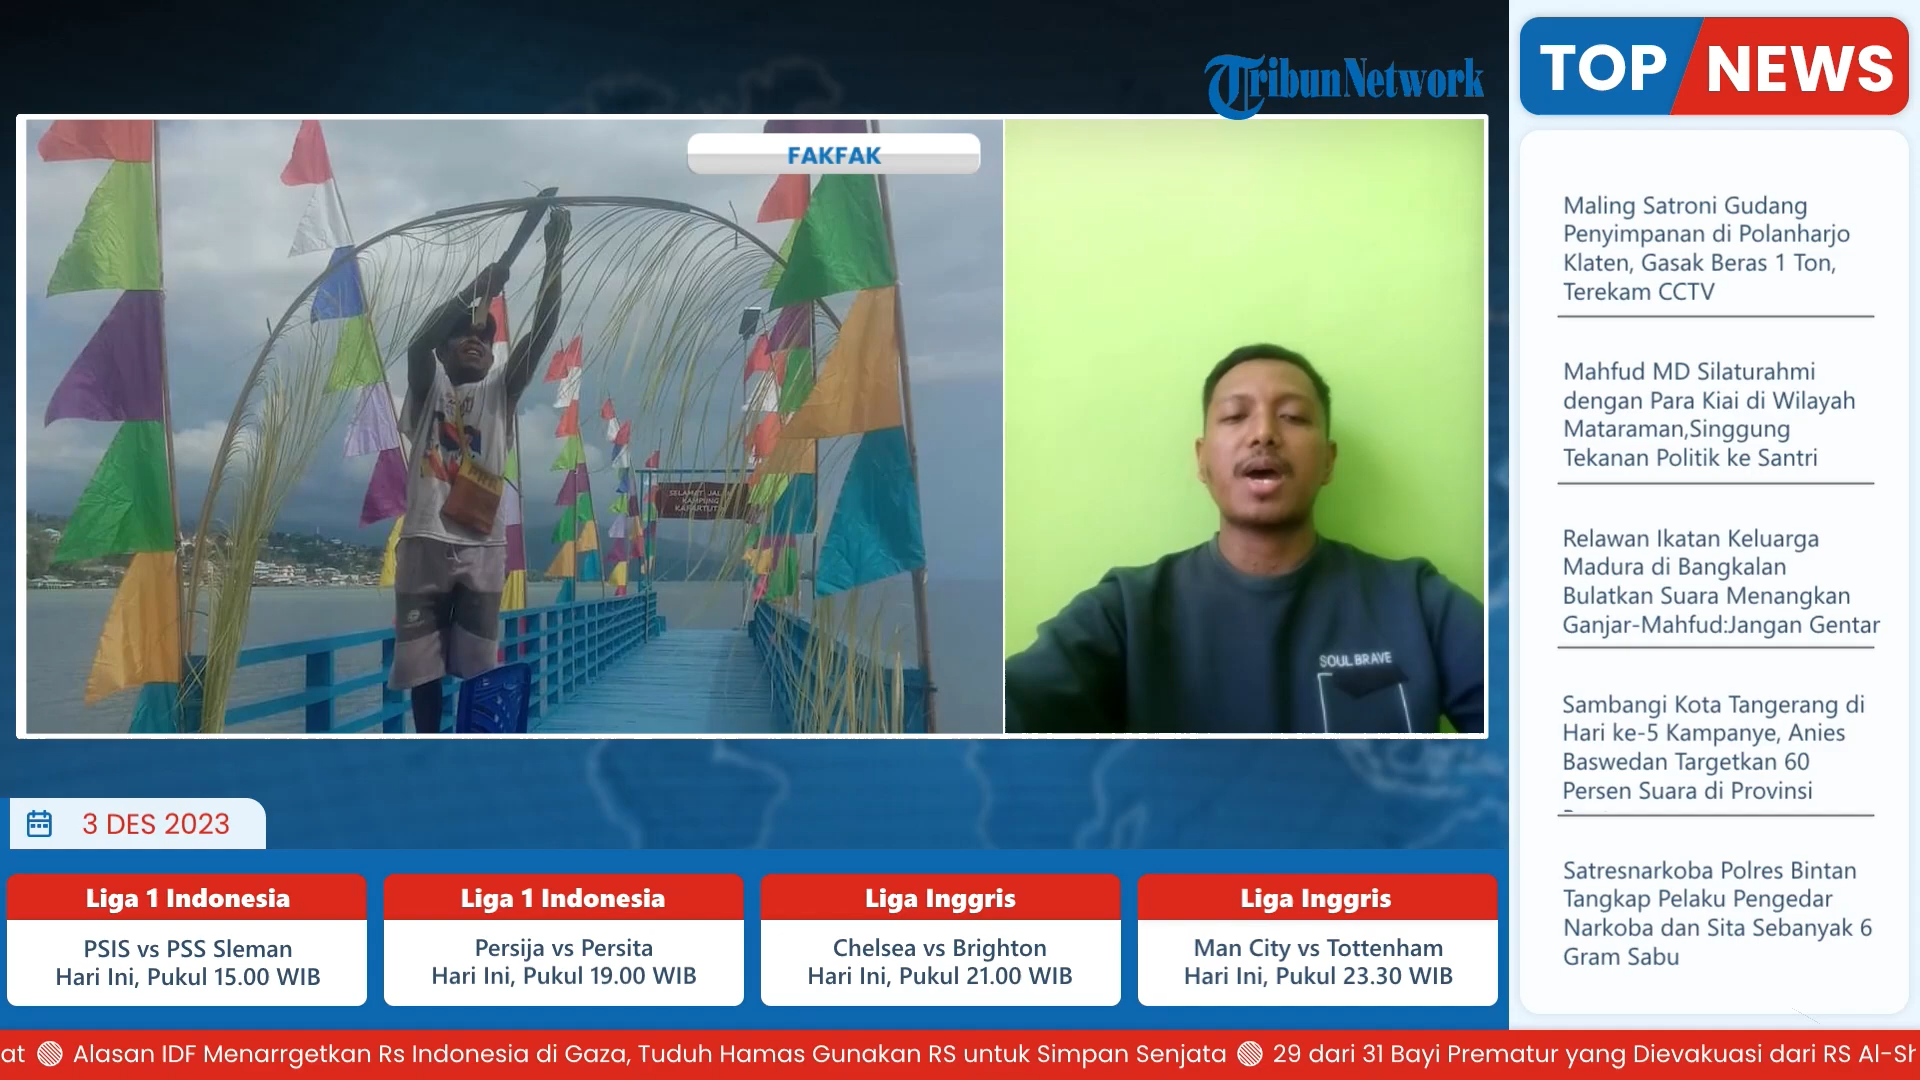 TribunNetwork
TOP NEWS
FAKFAK
SELAMAT
KAMPUNG
SOUL BRAVE
Maling Satroni Gudang
Penyimpanan di Polanharjo
Klaten, Gasak Beras 1 Ton,
Terekam CCTV
Mahfud MD Silaturahmi
dengan Para Kiai di Wilayah
Mataraman,Singgung
Tekanan Politik ke Santri
Relawan Ikatan Keluarga
Madura di Bangkalan
Bulatkan Suara Menangkan
Ganjar-Mahfud:Jangan Gentar
Sambangi Kota Tangerang di
Hari ke-5 Kampanye, Anies
Baswedan Targetkan 60
Persen Suara di Provinsi
Satresnarkoba Polres Bintan
Tangkap Pelaku Pengedar
Narkoba dan Sita Sebanyak 6
Gram Sabu
3 DES 2023
Liga 1 Indonesia
PSIS vs PSS Sleman
Hari Ini, Pukul 15.00 WIB
Liga 1 Indonesia
Persija vs Persita
Hari Ini, Pukul 19.00 WIB
Liga Inggris
Chelsea vs Brighton
Hari Ini, Pukul 21.00 WIB
Liga Inggris
Man City vs Tottenham
Hari Ini, Pukul 23.30 WIB
at Alasan IDF Menarrgetkan Rs Indonesia di Gaza, Tuduh Hamas Gunakan RS untuk Simpan Senjata 29 dari 31 Bayi Prematur yang Dievakuasi dari RS Al-Sh